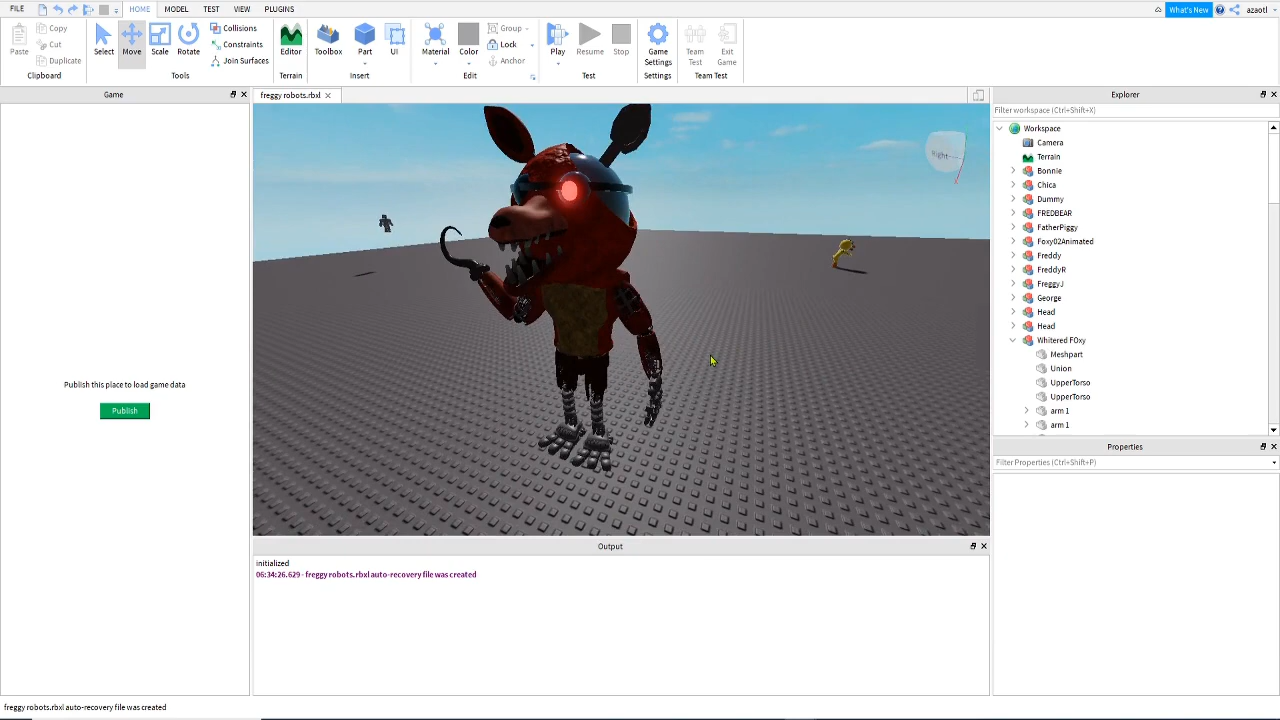 FILE HOME MODEL TEST VIEW PLUGINS What's New azaotl
Paste Copy Cut Duplicate Clipboard
Select Move Scale Rotate Collisions Constraints Join Surfaces Tools
Editor Terrain
Toolbox Part UI Insert
Material Color Group Lock Anchor Edit
Play Resume Stop Test
Game Settings Settings
Team Test Exit Game Team Test
Game
Publish this place to load game data
Publish
freggy robots.rbxl
Right
Explorer
Filter workspace (Ctrl+Shift+X)
Workspace
Camera
Terrain
Bonnie
Chica
Dummy
FREDBEAR
FatherPiggy
Foxy02Animated
Freddy
FreddyR
FreggyJ
George
Head
Head
Whitered FOxy
Meshpart
Union
UpperTorso
UpperTorso
arm 1
arm 1
Properties
Filter Properties (Ctrl+Shift+P)
Output
initialized
06:34:26.629 - freggy robots.rbxl auto-recovery file was created
freggy robots.rbxl auto-recovery file was created